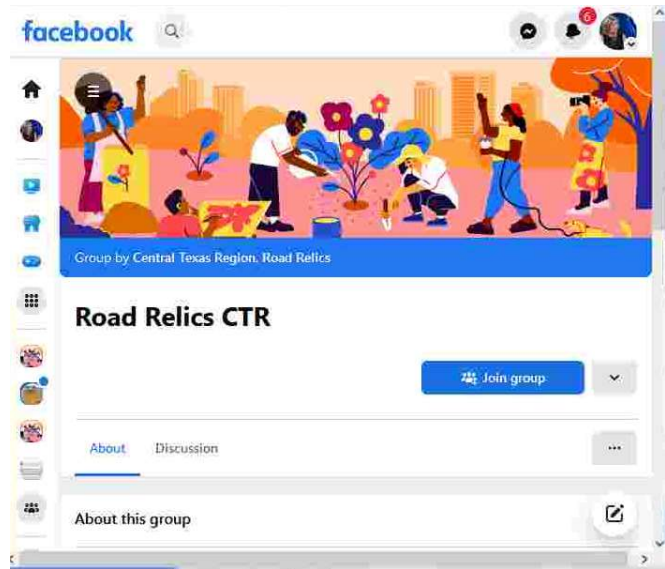 facebook
6
Group by Central Texas Region, Road Relics
Road Relics CTR
Join group
About
Discussion
About this group